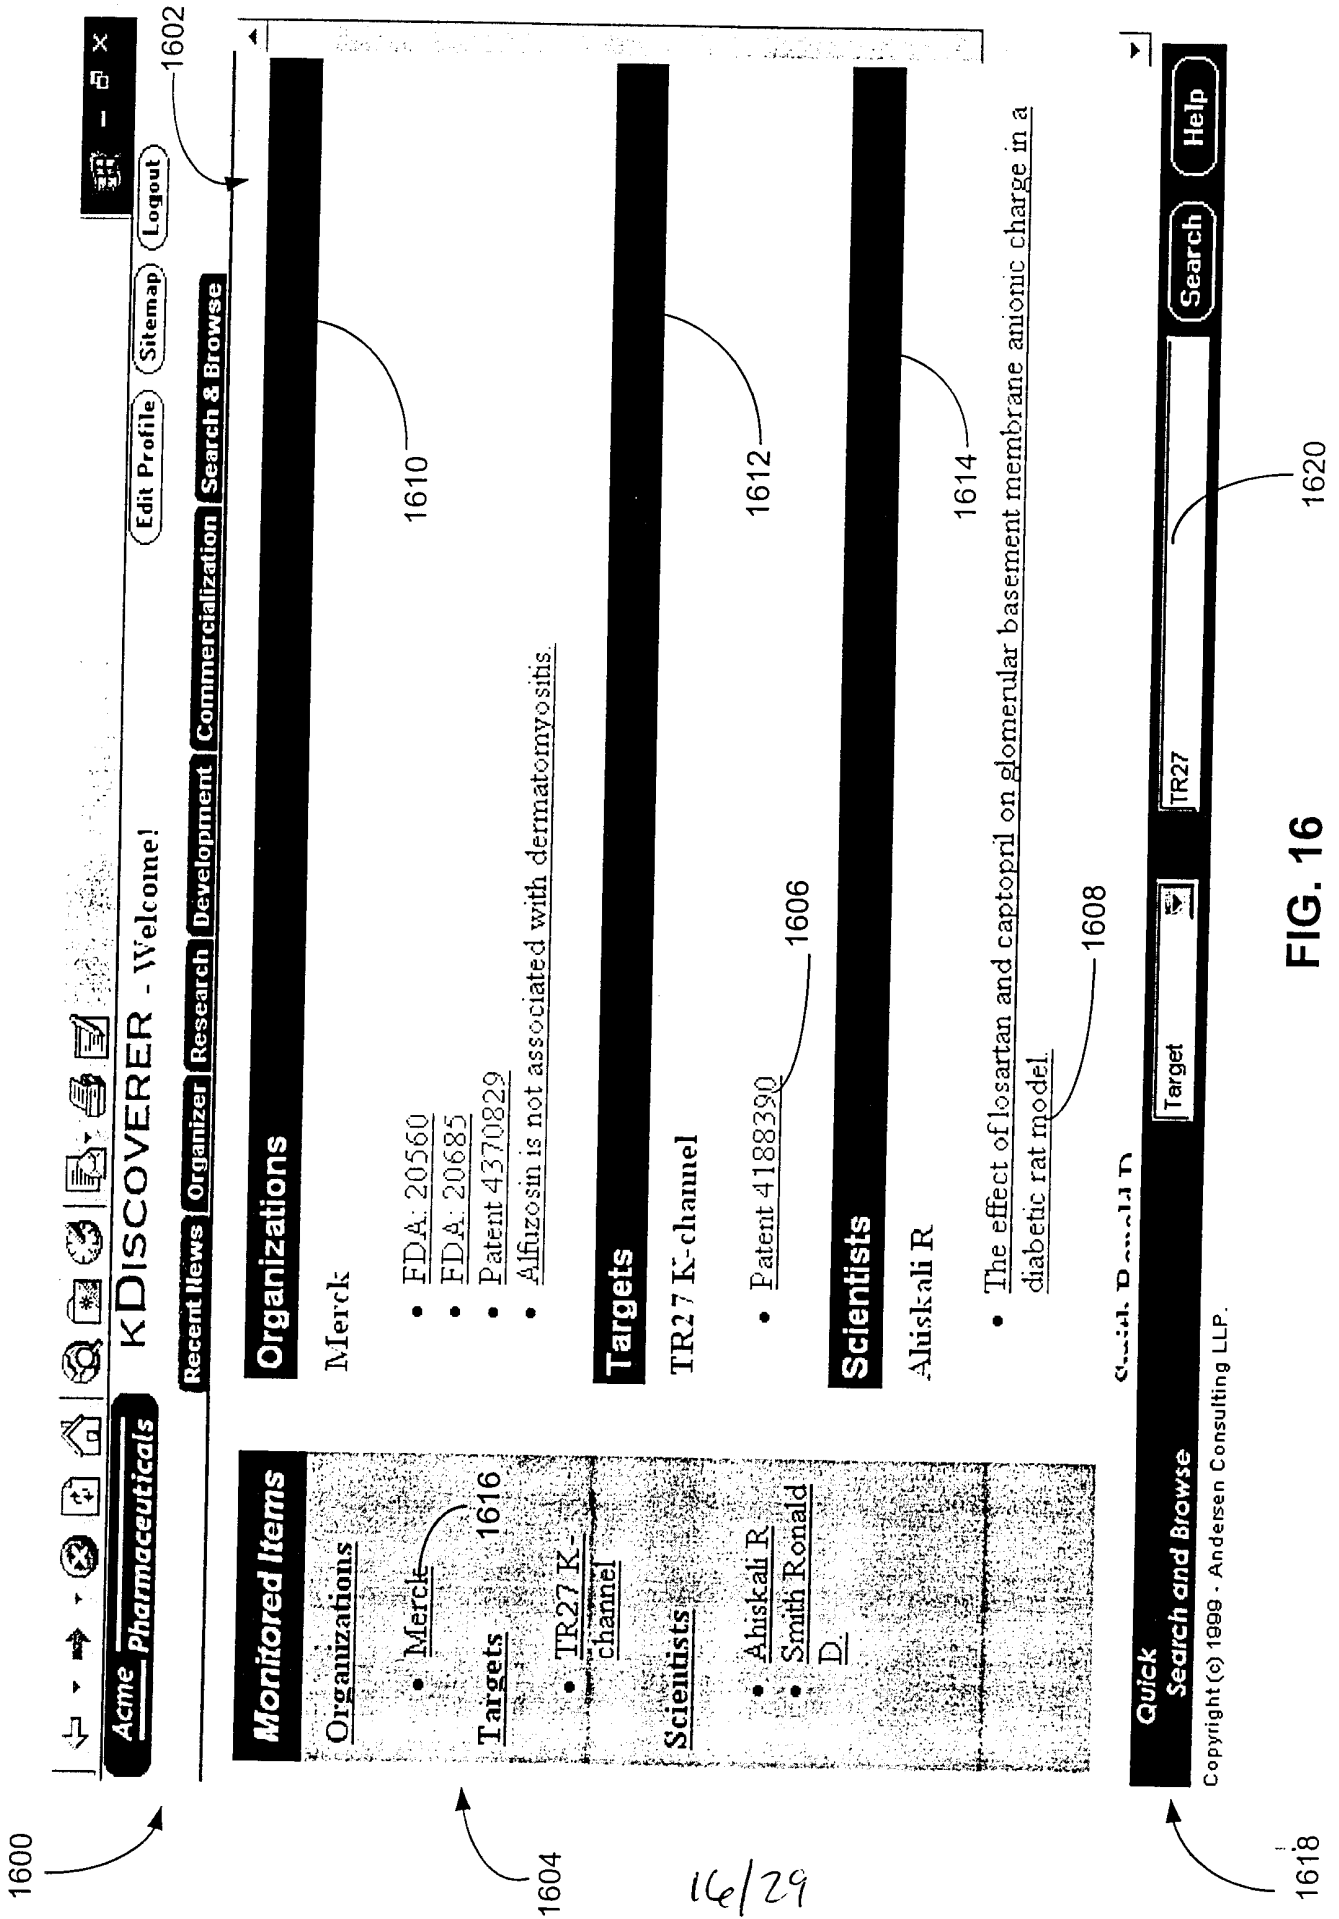 1600
1602
Acme Pharmaceuticals
KDISCOVERER - Welcome!
Edit Profile
Sitemap
Logout
Recent News
Organizer
Research
Development
Commercialization
Search & Browse
1604
Monitored Items
Organizations
• Merck
1616
Targets
• TR27 K-
channel
Scientists
• Ahiskali R
• Smith Ronald
D.
Organizations
1610
Merck
• FDA: 20560
• FDA: 20685
• Patent 4370829
• Alfuzosin is not associated with dermatomyositis.
Targets
1612
TR27 K-channel
• Patent 4188390
1606
Scientists
1614
Ahiskali R
• The effect of losartan and captopril on glomerular basement membrane anionic charge in a
diabetic rat model.
1608
1618
Quick
Search and Browse
Target
TR27
Search
Help
1620
Copyright (c) 1999 - Andersen Consulting LLP.
FIG. 16
16/29